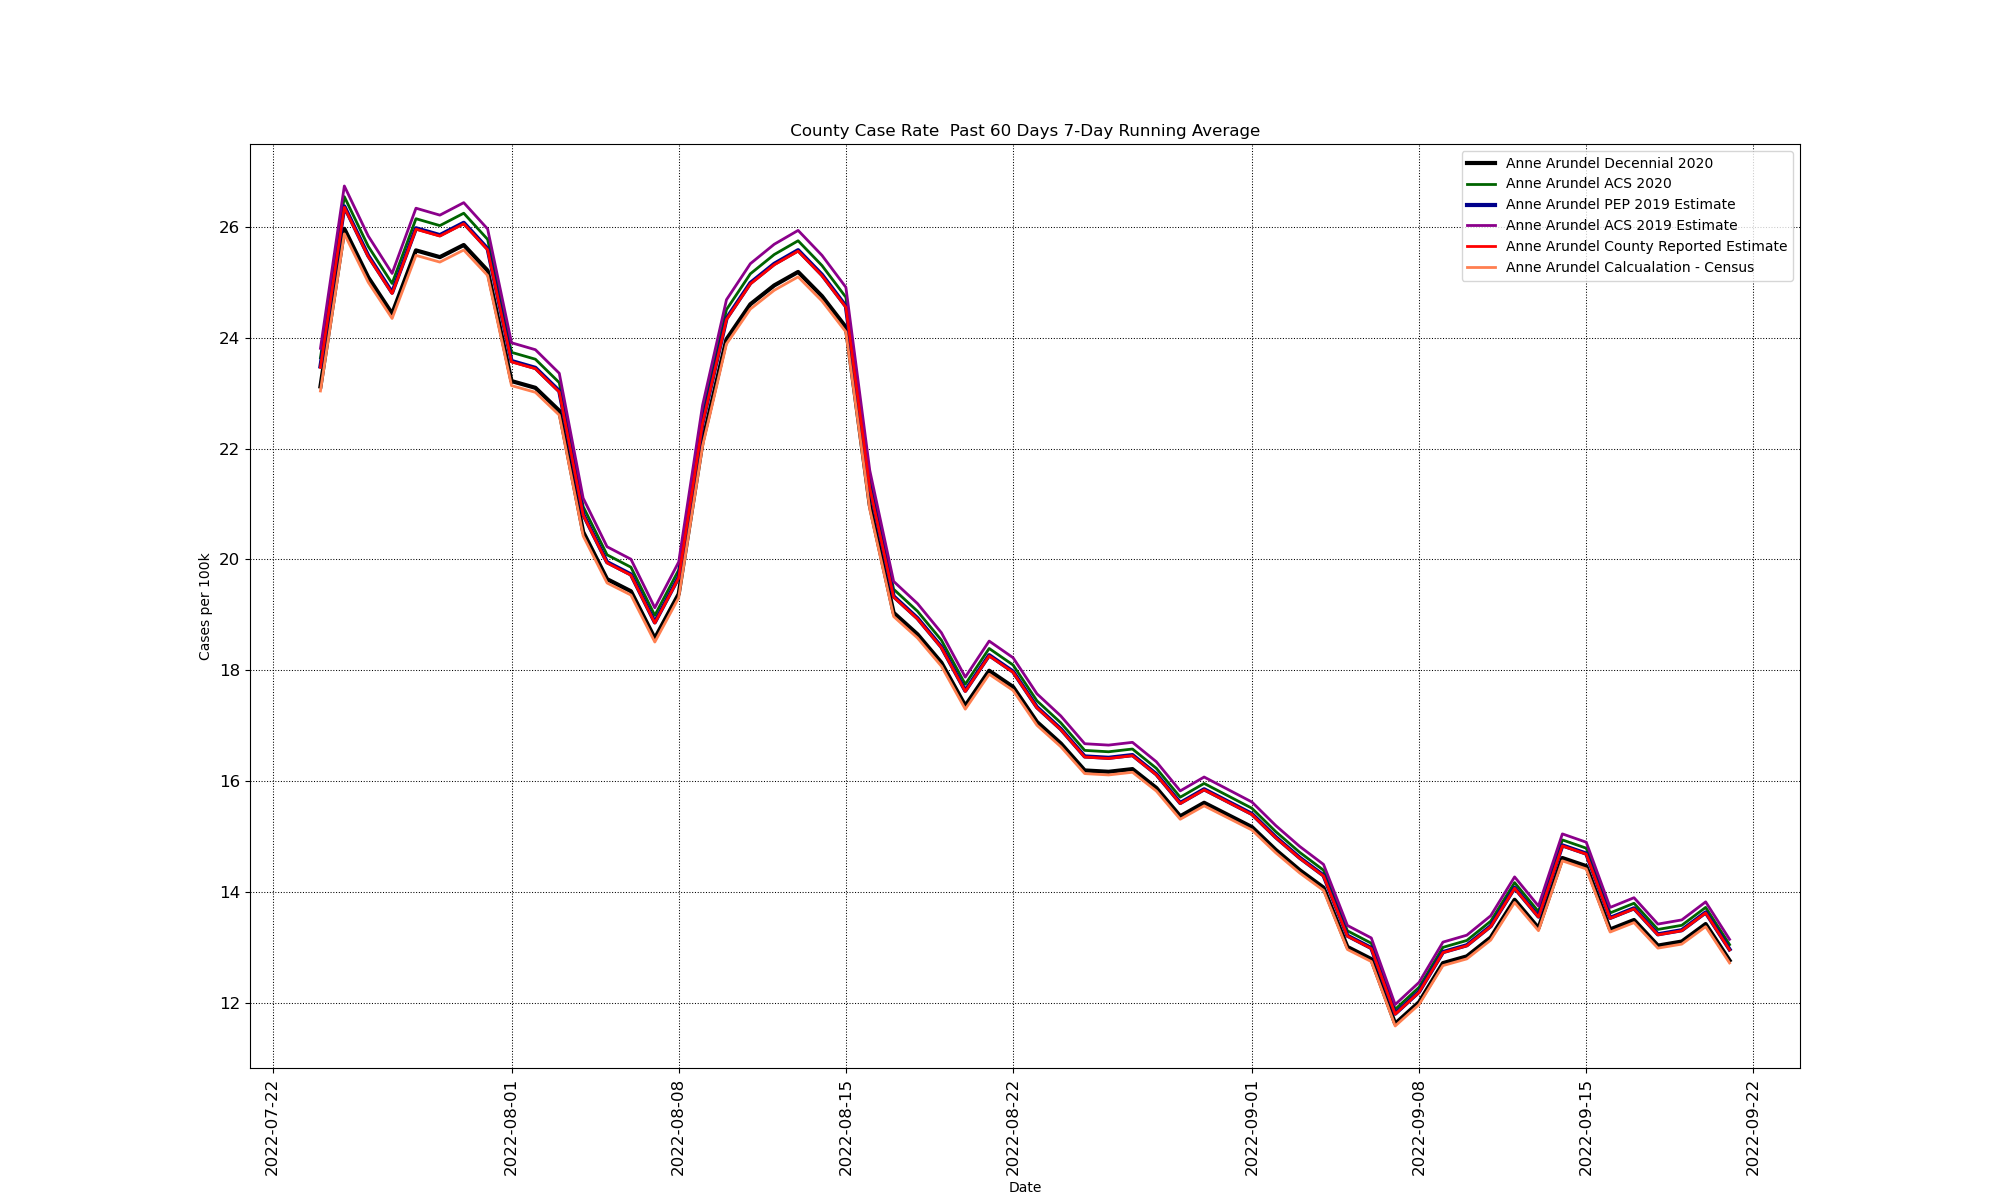 County Case Rate  Past 60 Days 7-Day Running Average
Anne Arundel Decennial 2020
Anne Arundel ACS 2020
Anne Arundel PEP 2019 Estimate
Anne Arundel ACS 2019 Estimate
Anne Arundel County Reported Estimate
Anne Arundel Calcualation - Census
Cases per 100k
26
24
22
20
18
16
14
12
2022-07-22
2022-08-01
2022-08-08
2022-08-15
2022-08-22
2022-09-01
2022-09-08
2022-09-15
2022-09-22
Date